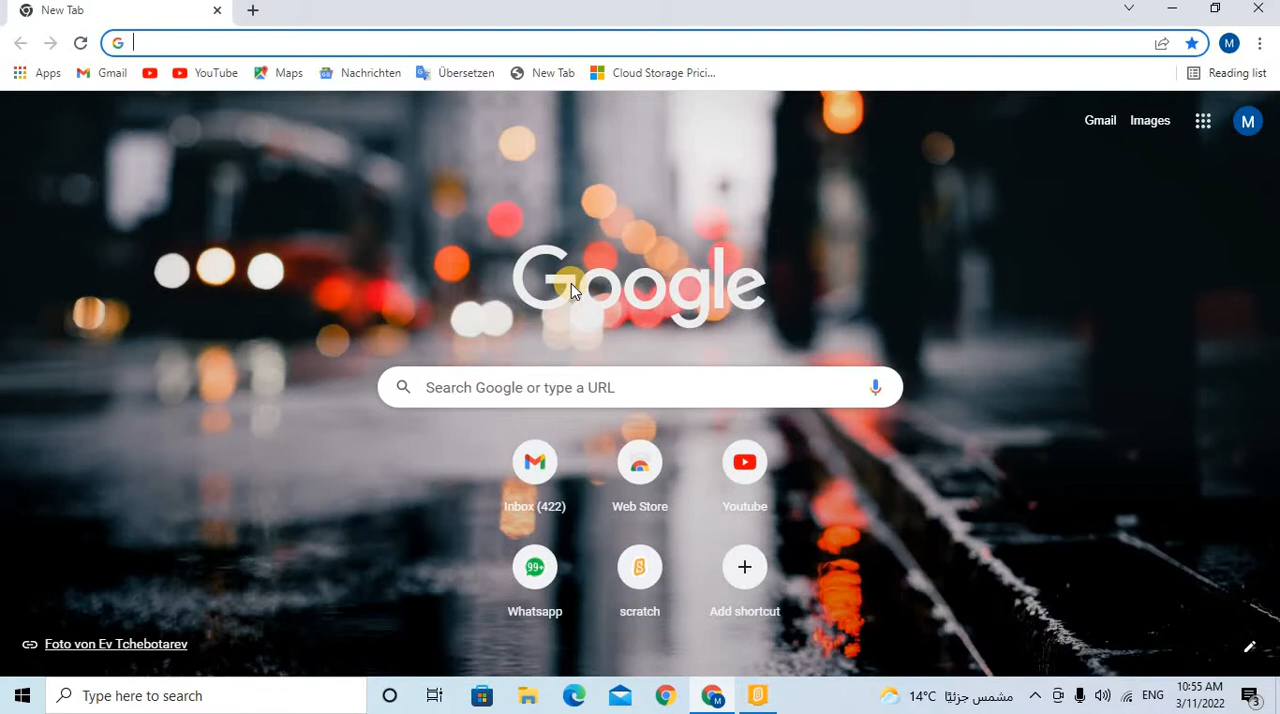 New Tab
Apps Gmail YouTube Maps Nachrichten Übersetzen New Tab Cloud Storage Prici... Reading list
M
Gmail Images M
Google
Search Google or type a URL
Inbox (422) Web Store Youtube
99+
Whatsapp scratch Add shortcut
Foto von Ev Tchebotarev
Type here to search
14°C مشمس جزئيًا
ENG
10:55 AM
3/11/2022
3